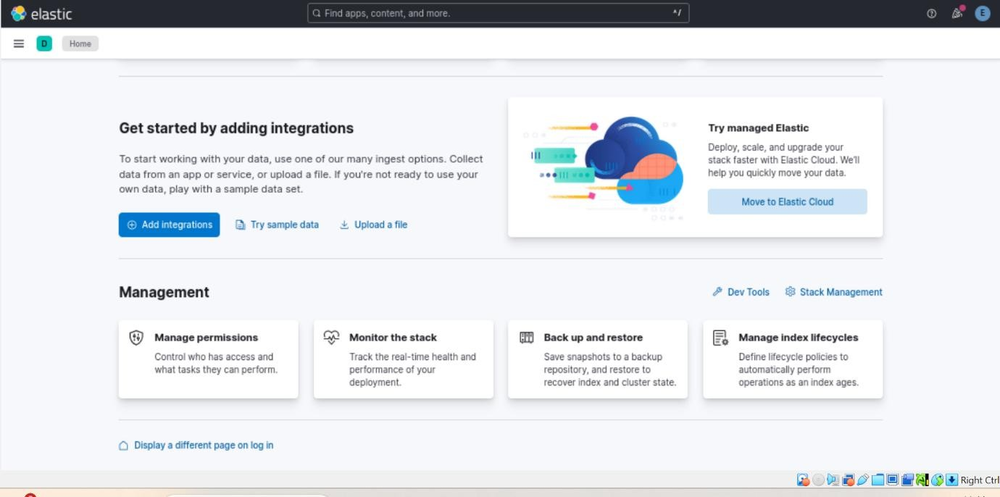 elastic
Find apps, content, and more.
^/
E
D
Home
Get started by adding integrations
To start working with your data, use one of our many ingest options. Collect
data from an app or service, or upload a file. If you're not ready to use your
own data, play with a sample data set.
Add integrations
Try sample data
Upload a file
Try managed Elastic
Deploy, scale, and upgrade your
stack faster with Elastic Cloud. We'll
help you quickly move your data.
Move to Elastic Cloud
Management
Dev Tools
Stack Management
Manage permissions
Control who has access and
what tasks they can perform.
Monitor the stack
Track the real-time health and
performance of your
deployment.
Back up and restore
Save snapshots to a backup
repository, and restore to
recover index and cluster state.
Manage index lifecycles
Define lifecycle policies to
automatically perform
operations as an index ages.
Display a different page on log in
Right Ctrl